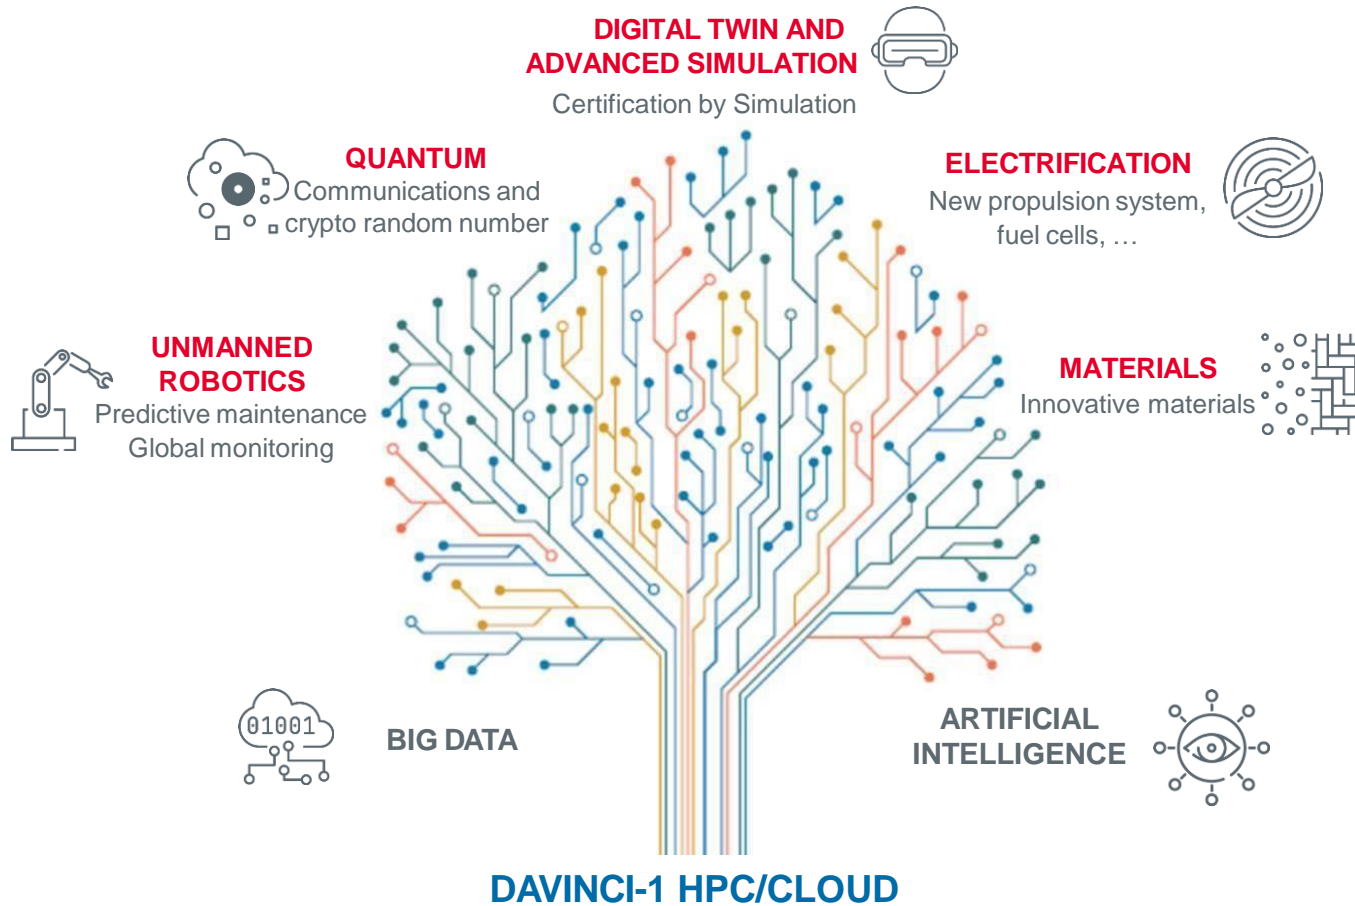 DIGITAL TWIN AND
ADVANCED SIMULATION
Certification by Simulation
QUANTUM
Communications and
crypto random number
ELECTRIFICATION
New propulsion system,
fuel cells, …
UNMANNED
ROBOTICS
Predictive maintenance
Global monitoring
MATERIALS
Innovative materials
01001
BIG DATA
ARTIFICIAL
INTELLIGENCE
DAVINCI-1 HPC/CLOUD